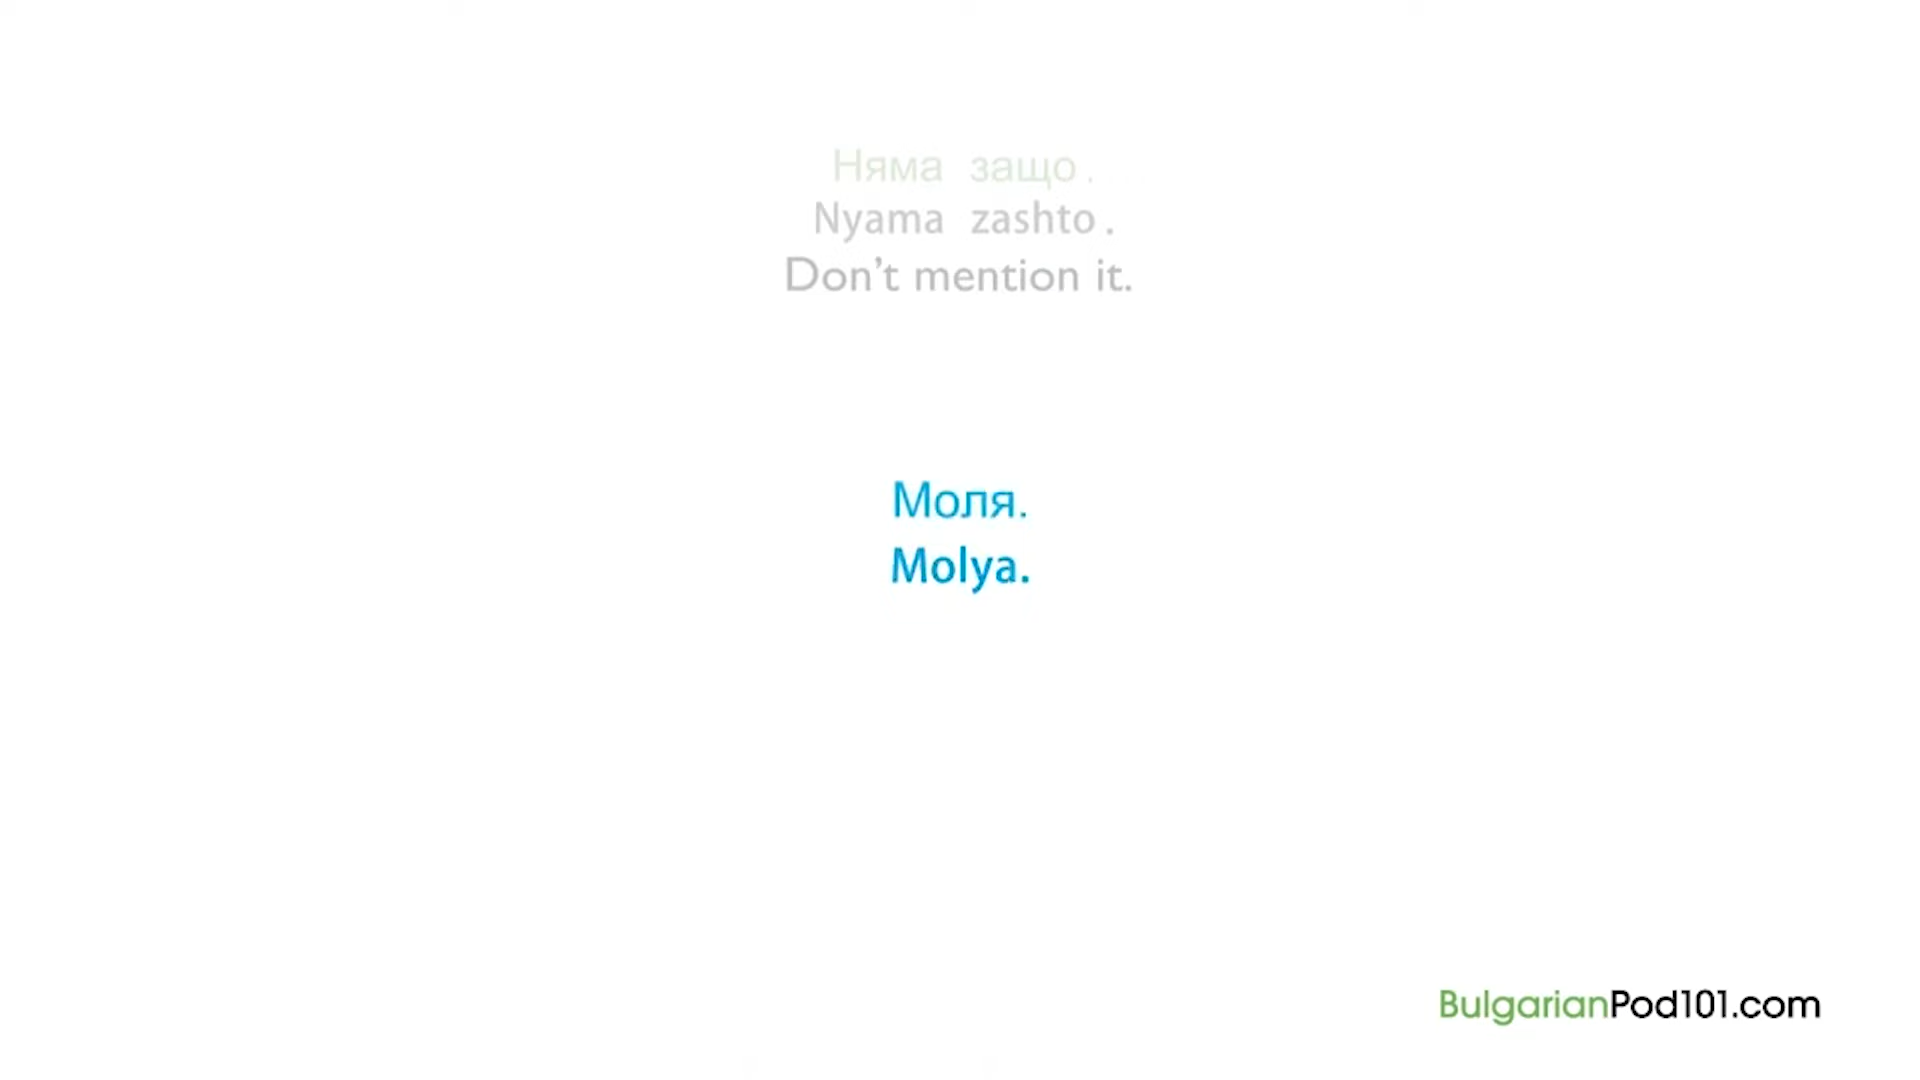 Няма защо.
Nyama zashto.
Don't mention it.
Моля.
Molya.
BulgarianPod101.com